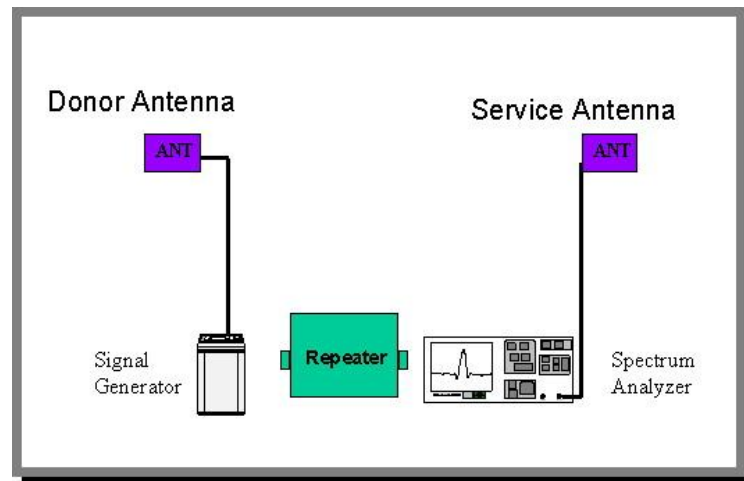 Donor Antenna
Service Antenna
ANT
ANT
Signal
Generator
Repeater
Spectrum
Analyzer